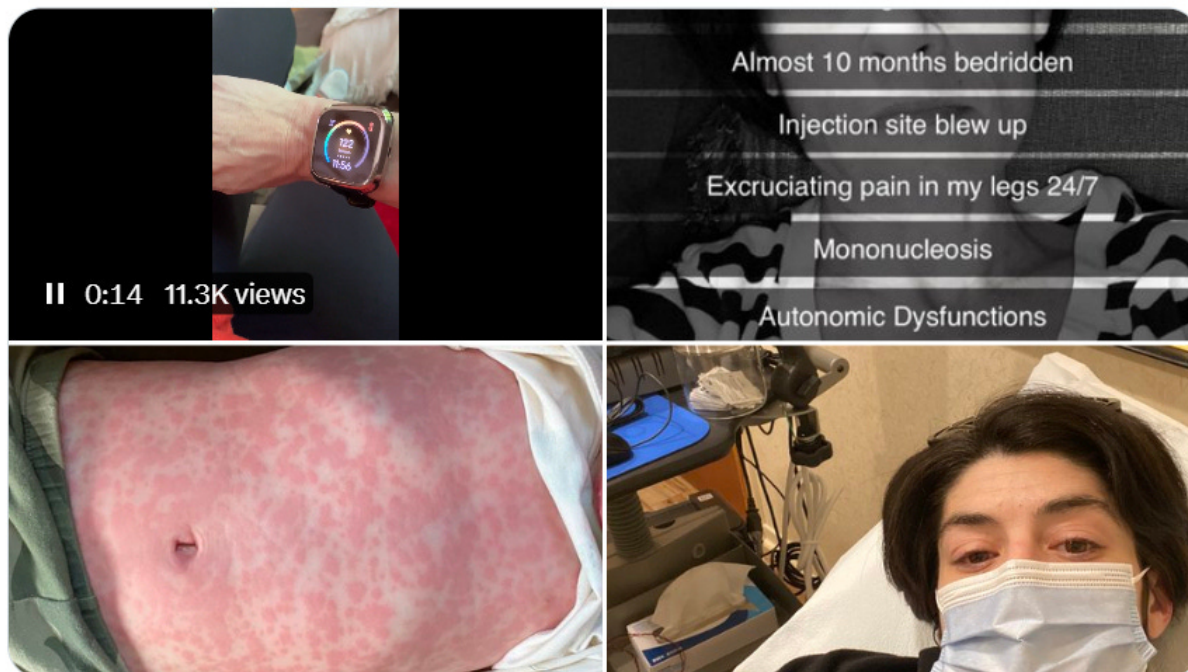 122
11:56
0:14 11.3K views
Almost 10 months bedridden
Injection site blew up
Excruciating pain in my legs 24/7
Mononucleosis
Autonomic Dysfunctions